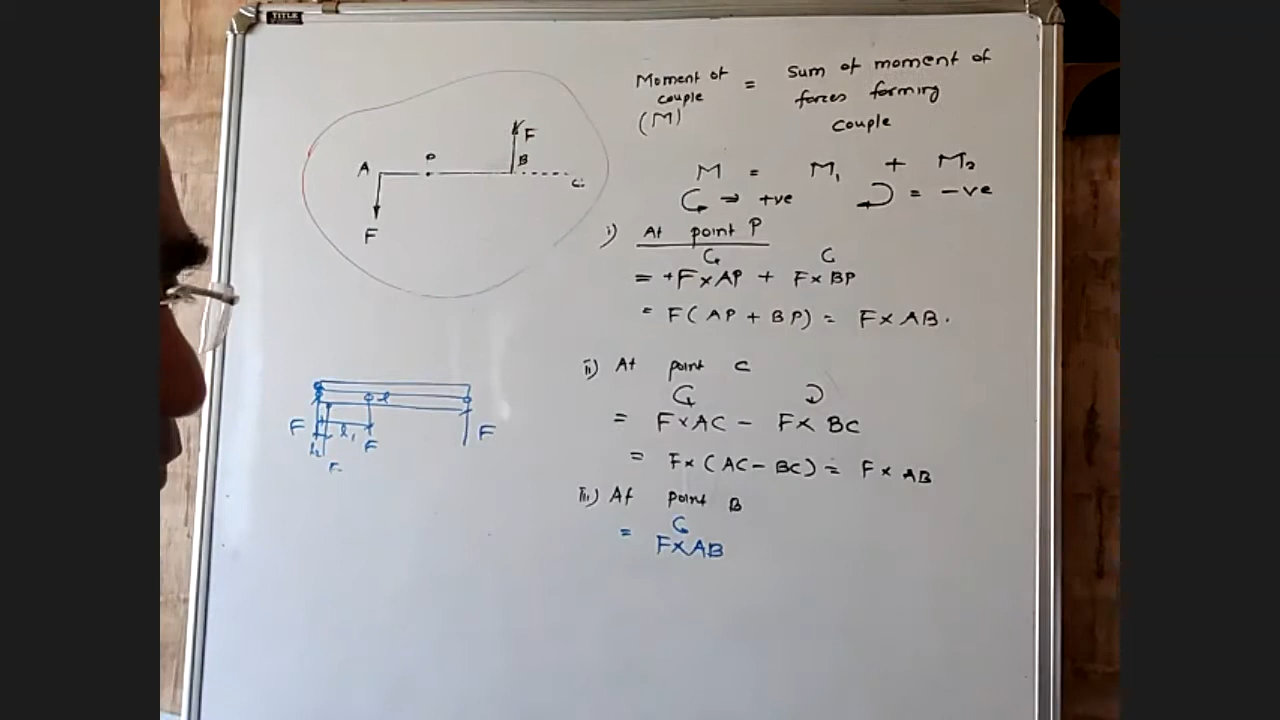 TITLE
Moment of couple (M) = Sum of moment of forces forming couple
M = M₁ + M₂
⇒ +ve = -ve
i) At point P
= +F×AP + F×BP
= F(AP + BP) = F×AB.
ii) At point C
= F×AC - F× BC
= F×(AC-BC) = F×AB
iii) At point B
= F×AB
F
A
B
C
F
l
F
l₁
F
F
F